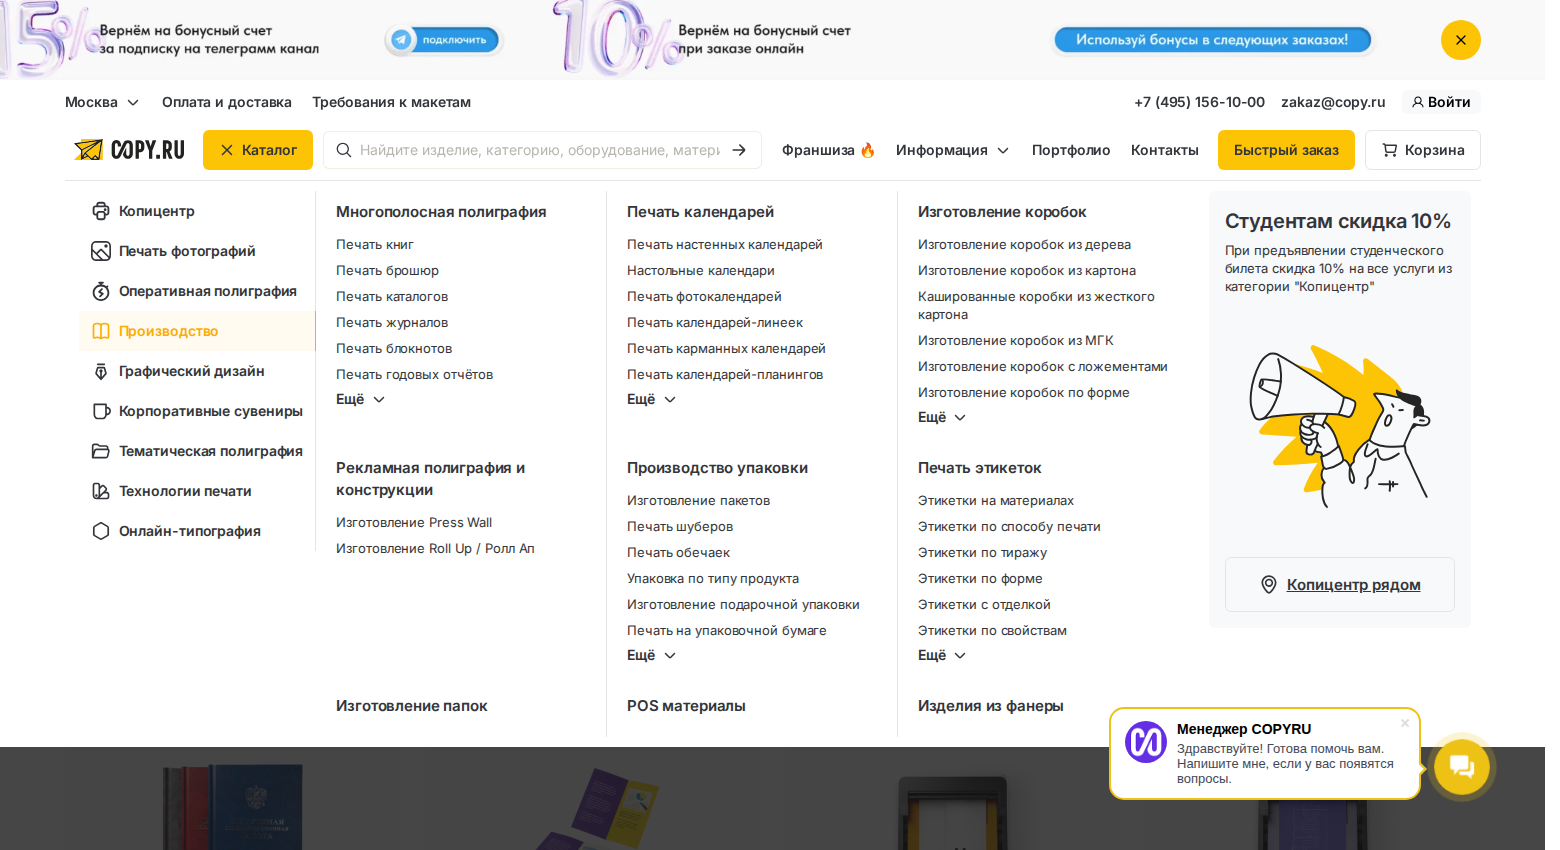 15%
Вернём на бонусный счет
за подписку на телеграмм канал
подключить
10%
Вернём на бонусный счет
при заказе онлайн
Используй бонусы в следующих заказах!
Москва
Оплата и доставка
Требования к макетам
+7 (495) 156-10-00
zakaz@copy.ru
Войти
COPY.RU
Каталог
Найдите изделие, категорию, оборудование, матери
Франшиза 🔥
Информация
Портфолио
Контакты
Быстрый заказ
Корзина
Копицентр
Печать фотографий
Оперативная полиграфия
Производство
Графический дизайн
Корпоративные сувениры
Тематическая полиграфия
Технологии печати
Онлайн-типография
Многополосная полиграфия
Печать книг
Печать брошюр
Печать каталогов
Печать журналов
Печать блокнотов
Печать годовых отчётов
Ещё
Печать календарей
Печать настенных календарей
Настольные календари
Печать фотокалендарей
Печать календарей-линеек
Печать карманных календарей
Печать календарей-планингов
Ещё
Изготовление коробок
Изготовление коробок из дерева
Изготовление коробок из картона
Кашированные коробки из жесткого
картона
Изготовление коробок из МГК
Изготовление коробок с ложементами
Изготовление коробок по форме
Ещё
Рекламная полиграфия и
конструкции
Изготовление Press Wall
Изготовление Roll Up / Ролл Ап
Производство упаковки
Изготовление пакетов
Печать шуберов
Печать обечаек
Упаковка по типу продукта
Изготовление подарочной упаковки
Печать на упаковочной бумаге
Ещё
Печать этикеток
Этикетки на материалах
Этикетки по способу печати
Этикетки по тиражу
Этикетки по форме
Этикетки с отделкой
Этикетки по свойствам
Ещё
Изготовление папок
POS материалы
Изделия из фанеры
Студентам скидка 10%
При предъявлении студенческого
билета скидка 10% на все услуги из
категории "Копицентр"
Копицентр рядом
Менеджер COPYRU
Здравствуйте! Готова помочь вам.
Напишите мне, если у вас появятся
вопросы.